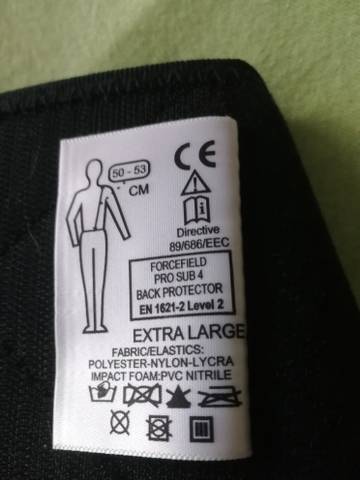 CE
50 - 53
CM
Directive
89/686/EEC
FORCEFIELD
PRO SUB 4
BACK PROTECTOR
EN 1621-2 Level 2
EXTRA LARGE
FABRIC/ELASTICS:
POLYESTER-NYLON-LYCRA
IMPACT FOAM:PVC NITRILE